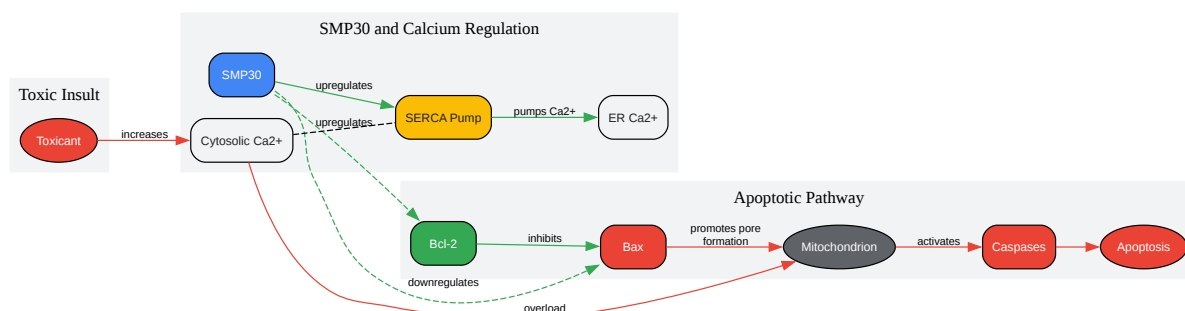 SMP30 and Calcium Regulation
SMP30
upregulates
Toxic Insult
Toxicant
increases
Cytosolic Ca2+
upregulates
SERCA Pump
pumps Ca2+
ER Ca2+
Apoptotic Pathway
Bcl-2
inhibits
Bax
promotes pore
formation
Mitochondrion
activates
Caspases
Apoptosis
downregulates
overload